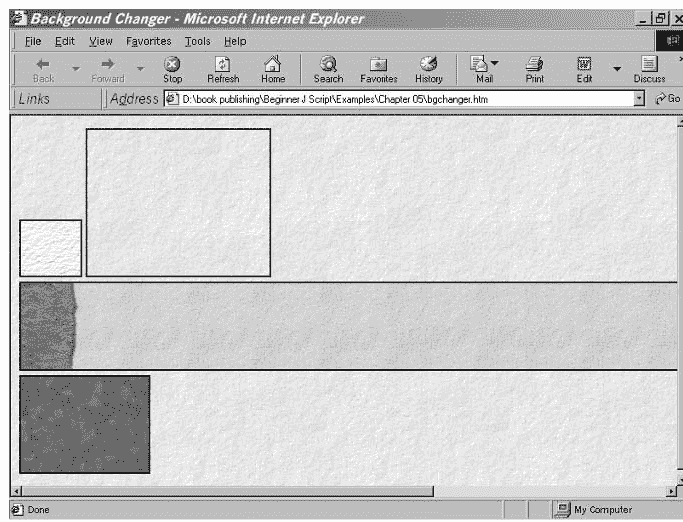 Background Changer - Microsoft Internet Explorer
File Edit View Favorites Tools Help
Back Forward Stop Refresh Home Search Favorites History Mail Print Edit Discuss
Links Address D:\book publishing\Beginner J Script\Examples\Chapter 05\bgchanger.htm Go
Done My Computer